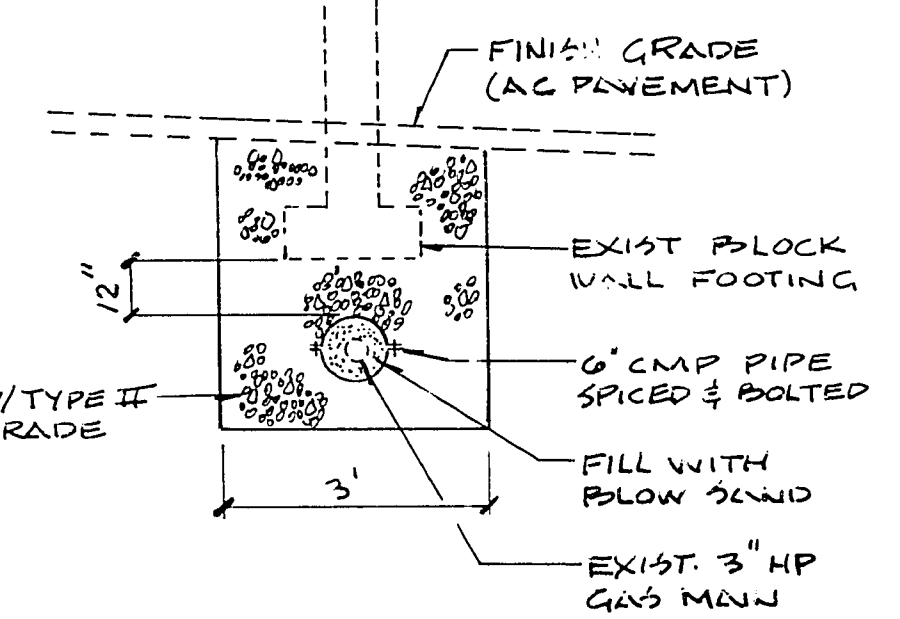 FINISH GRADE
(AC PAVEMENT)
EXIST BLOCK
WALL FOOTING
12"
6" CMP PIPE
SPICED & BOLTED
/TYPE II
RADE
3'
FILL WITH
BLOW SAND
EXIST. 3" HP
GAS MAIN